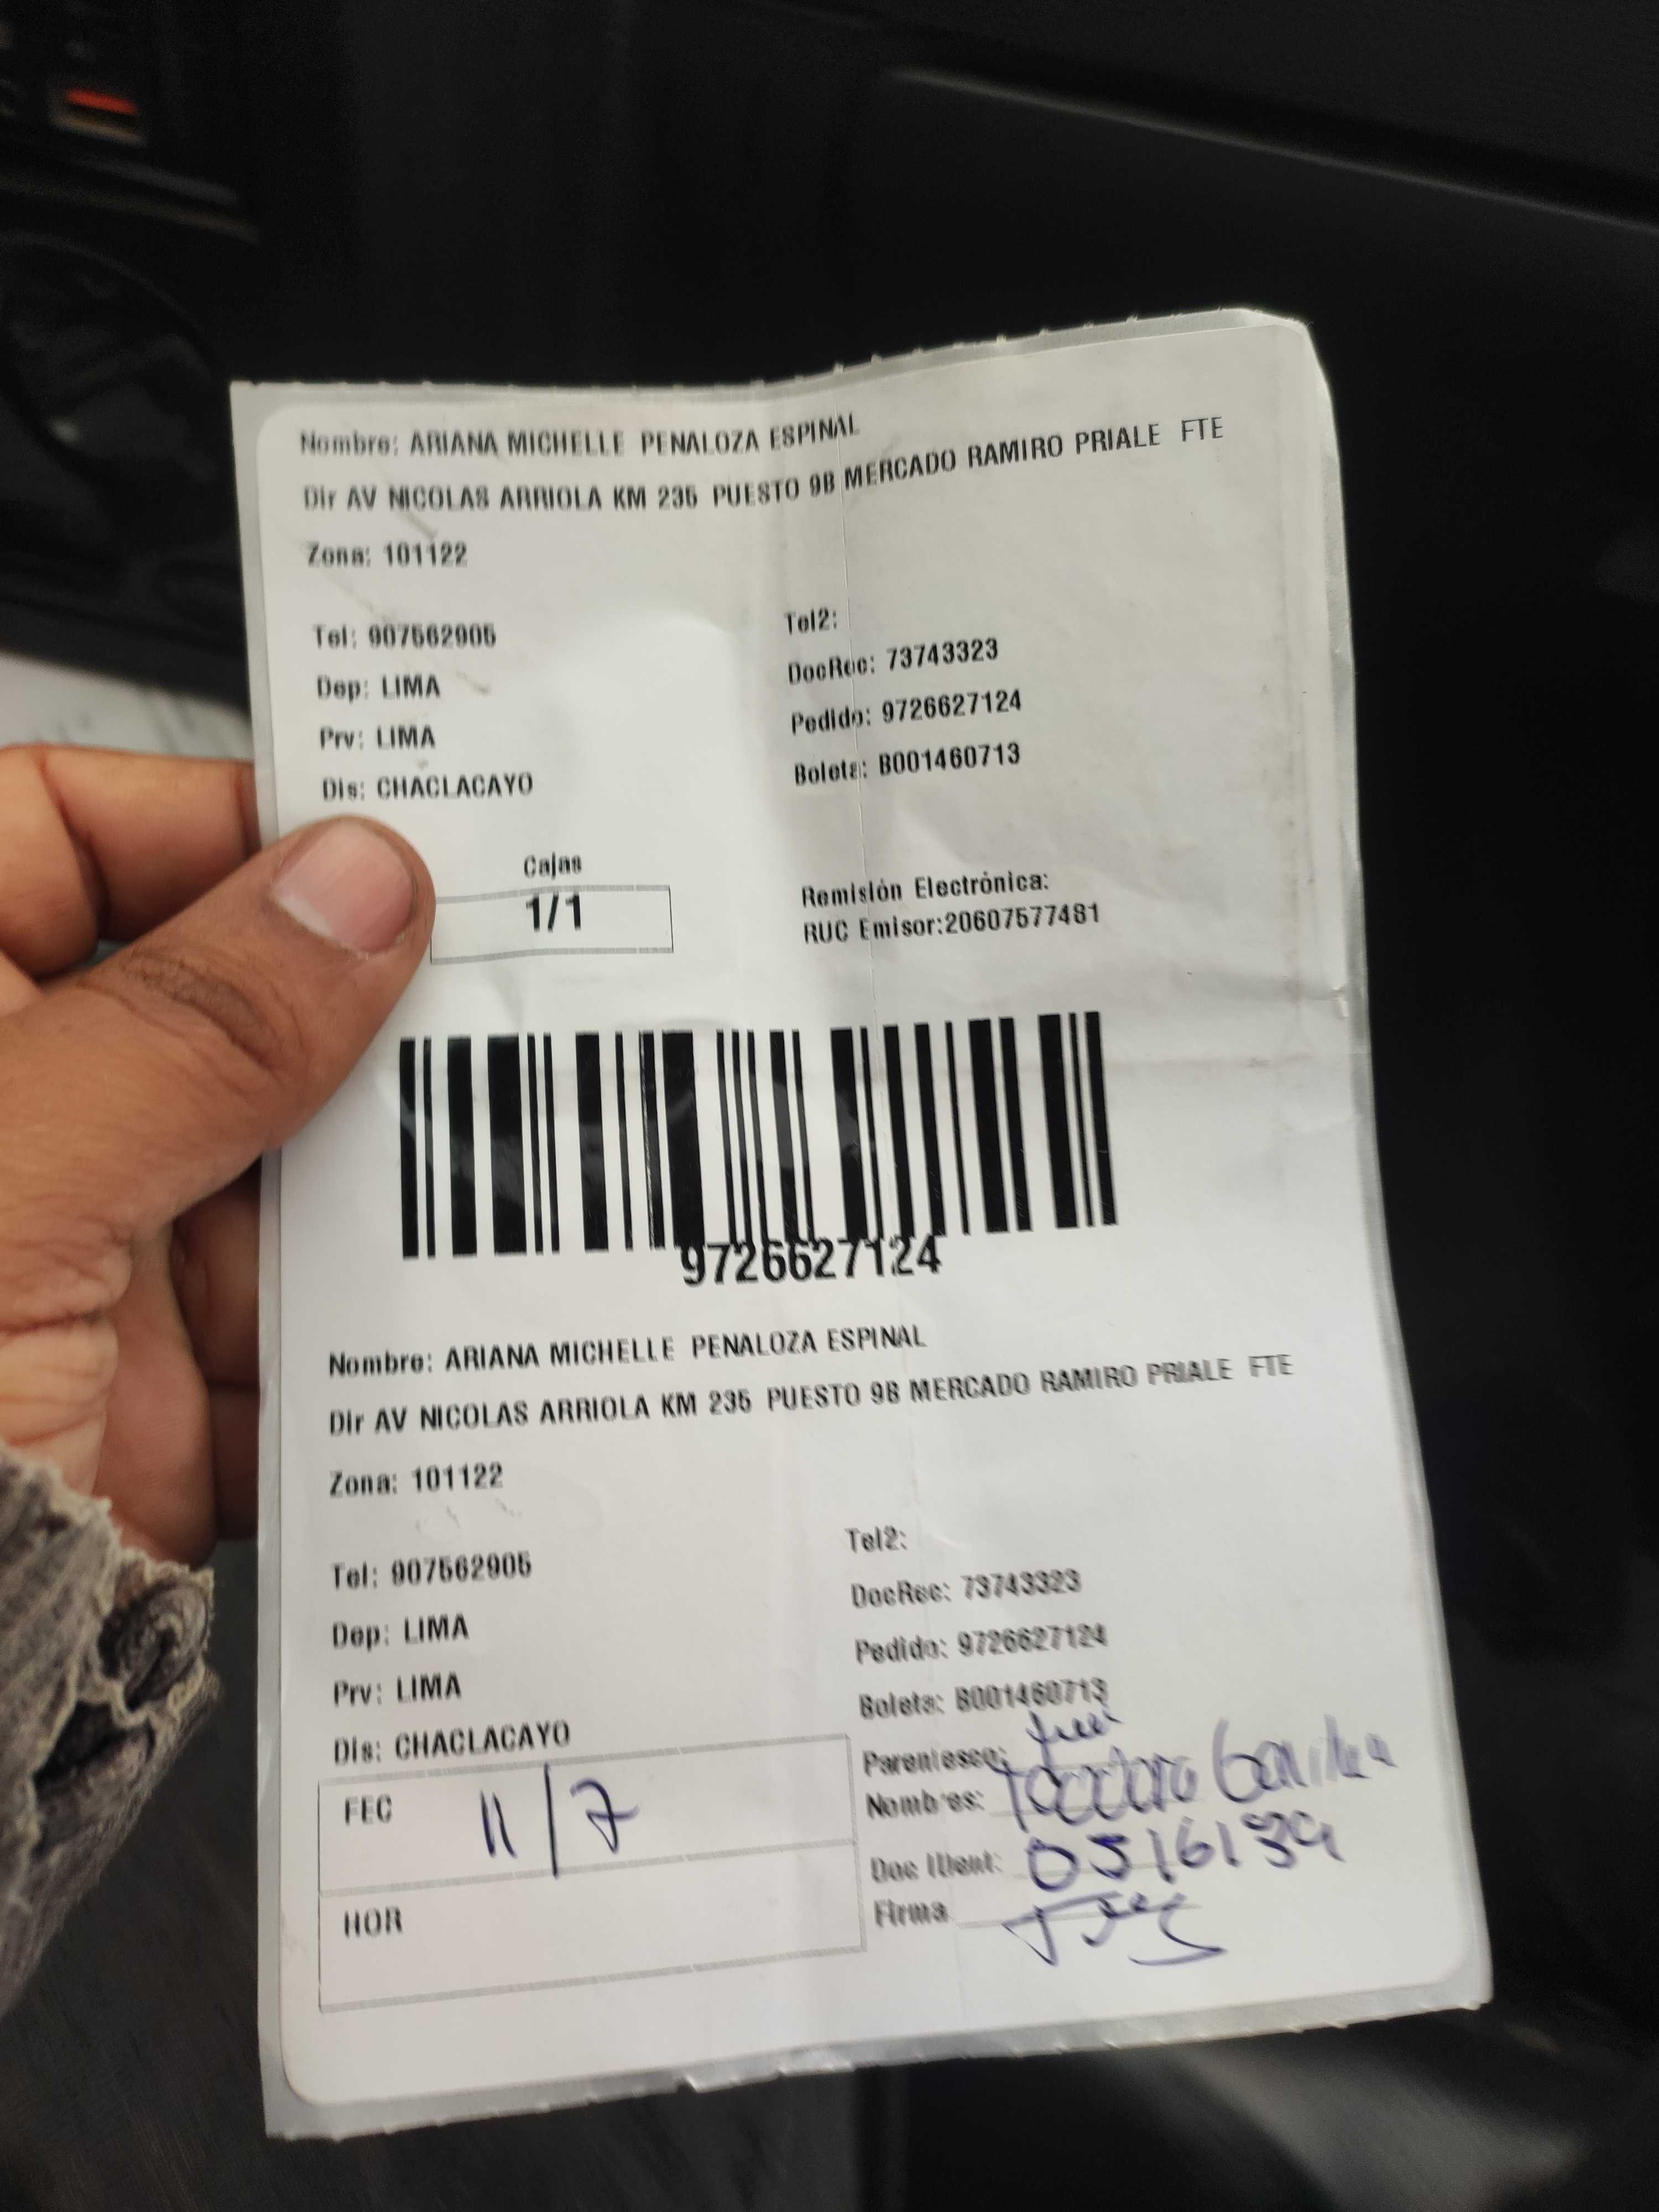 Nombre: ARIANA MICHELLE PENALOZA ESPINAL
Dir AV NICOLAS ARRIOLA KM 235 PUESTO 9B MERCADO RAMIRO PRIALE FTE
Zona: 101122
Tel: 907562905
Tel2:
Dep: LIMA
DocRec: 73743323
Prv: LIMA
Pedido: 9726627124
Dis: CHACLACAYO
Boleta: B001460713
Cajas
1/1
Remisión Electrónica:
RUC Emisor:20607577481
9726627124
Nombre: ARIANA MICHELLE PENALOZA ESPINAL
Dir AV NICOLAS ARRIOLA KM 235 PUESTO 9B MERCADO RAMIRO PRIALE FTE
Zona: 101122
Tel: 907562905
Tel2:
Dep: LIMA
DocRec: 73743323
Prv: LIMA
Pedido: 9726627124
Dis: CHACLACAYO
Boleta: B001460713
FEC 11/7
HOR
Parentesco:
Nombres:
Doc Ident:
Firma